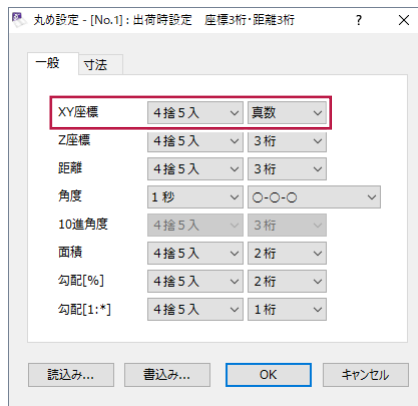 丸め設定 - [No.1] : 出荷時設定 座標3桁・距離3桁 ? ×
一般 寸法
XY座標 4捨5入 真数
Z座標 4捨5入 3桁
距離 4捨5入 3桁
角度 1秒 ○-○-○
10進角度 4捨5入 3桁
面積 4捨5入 2桁
勾配[%] 4捨5入 2桁
勾配[1:*] 4捨5入 1桁
読込み... 書込み... OK キャンセル